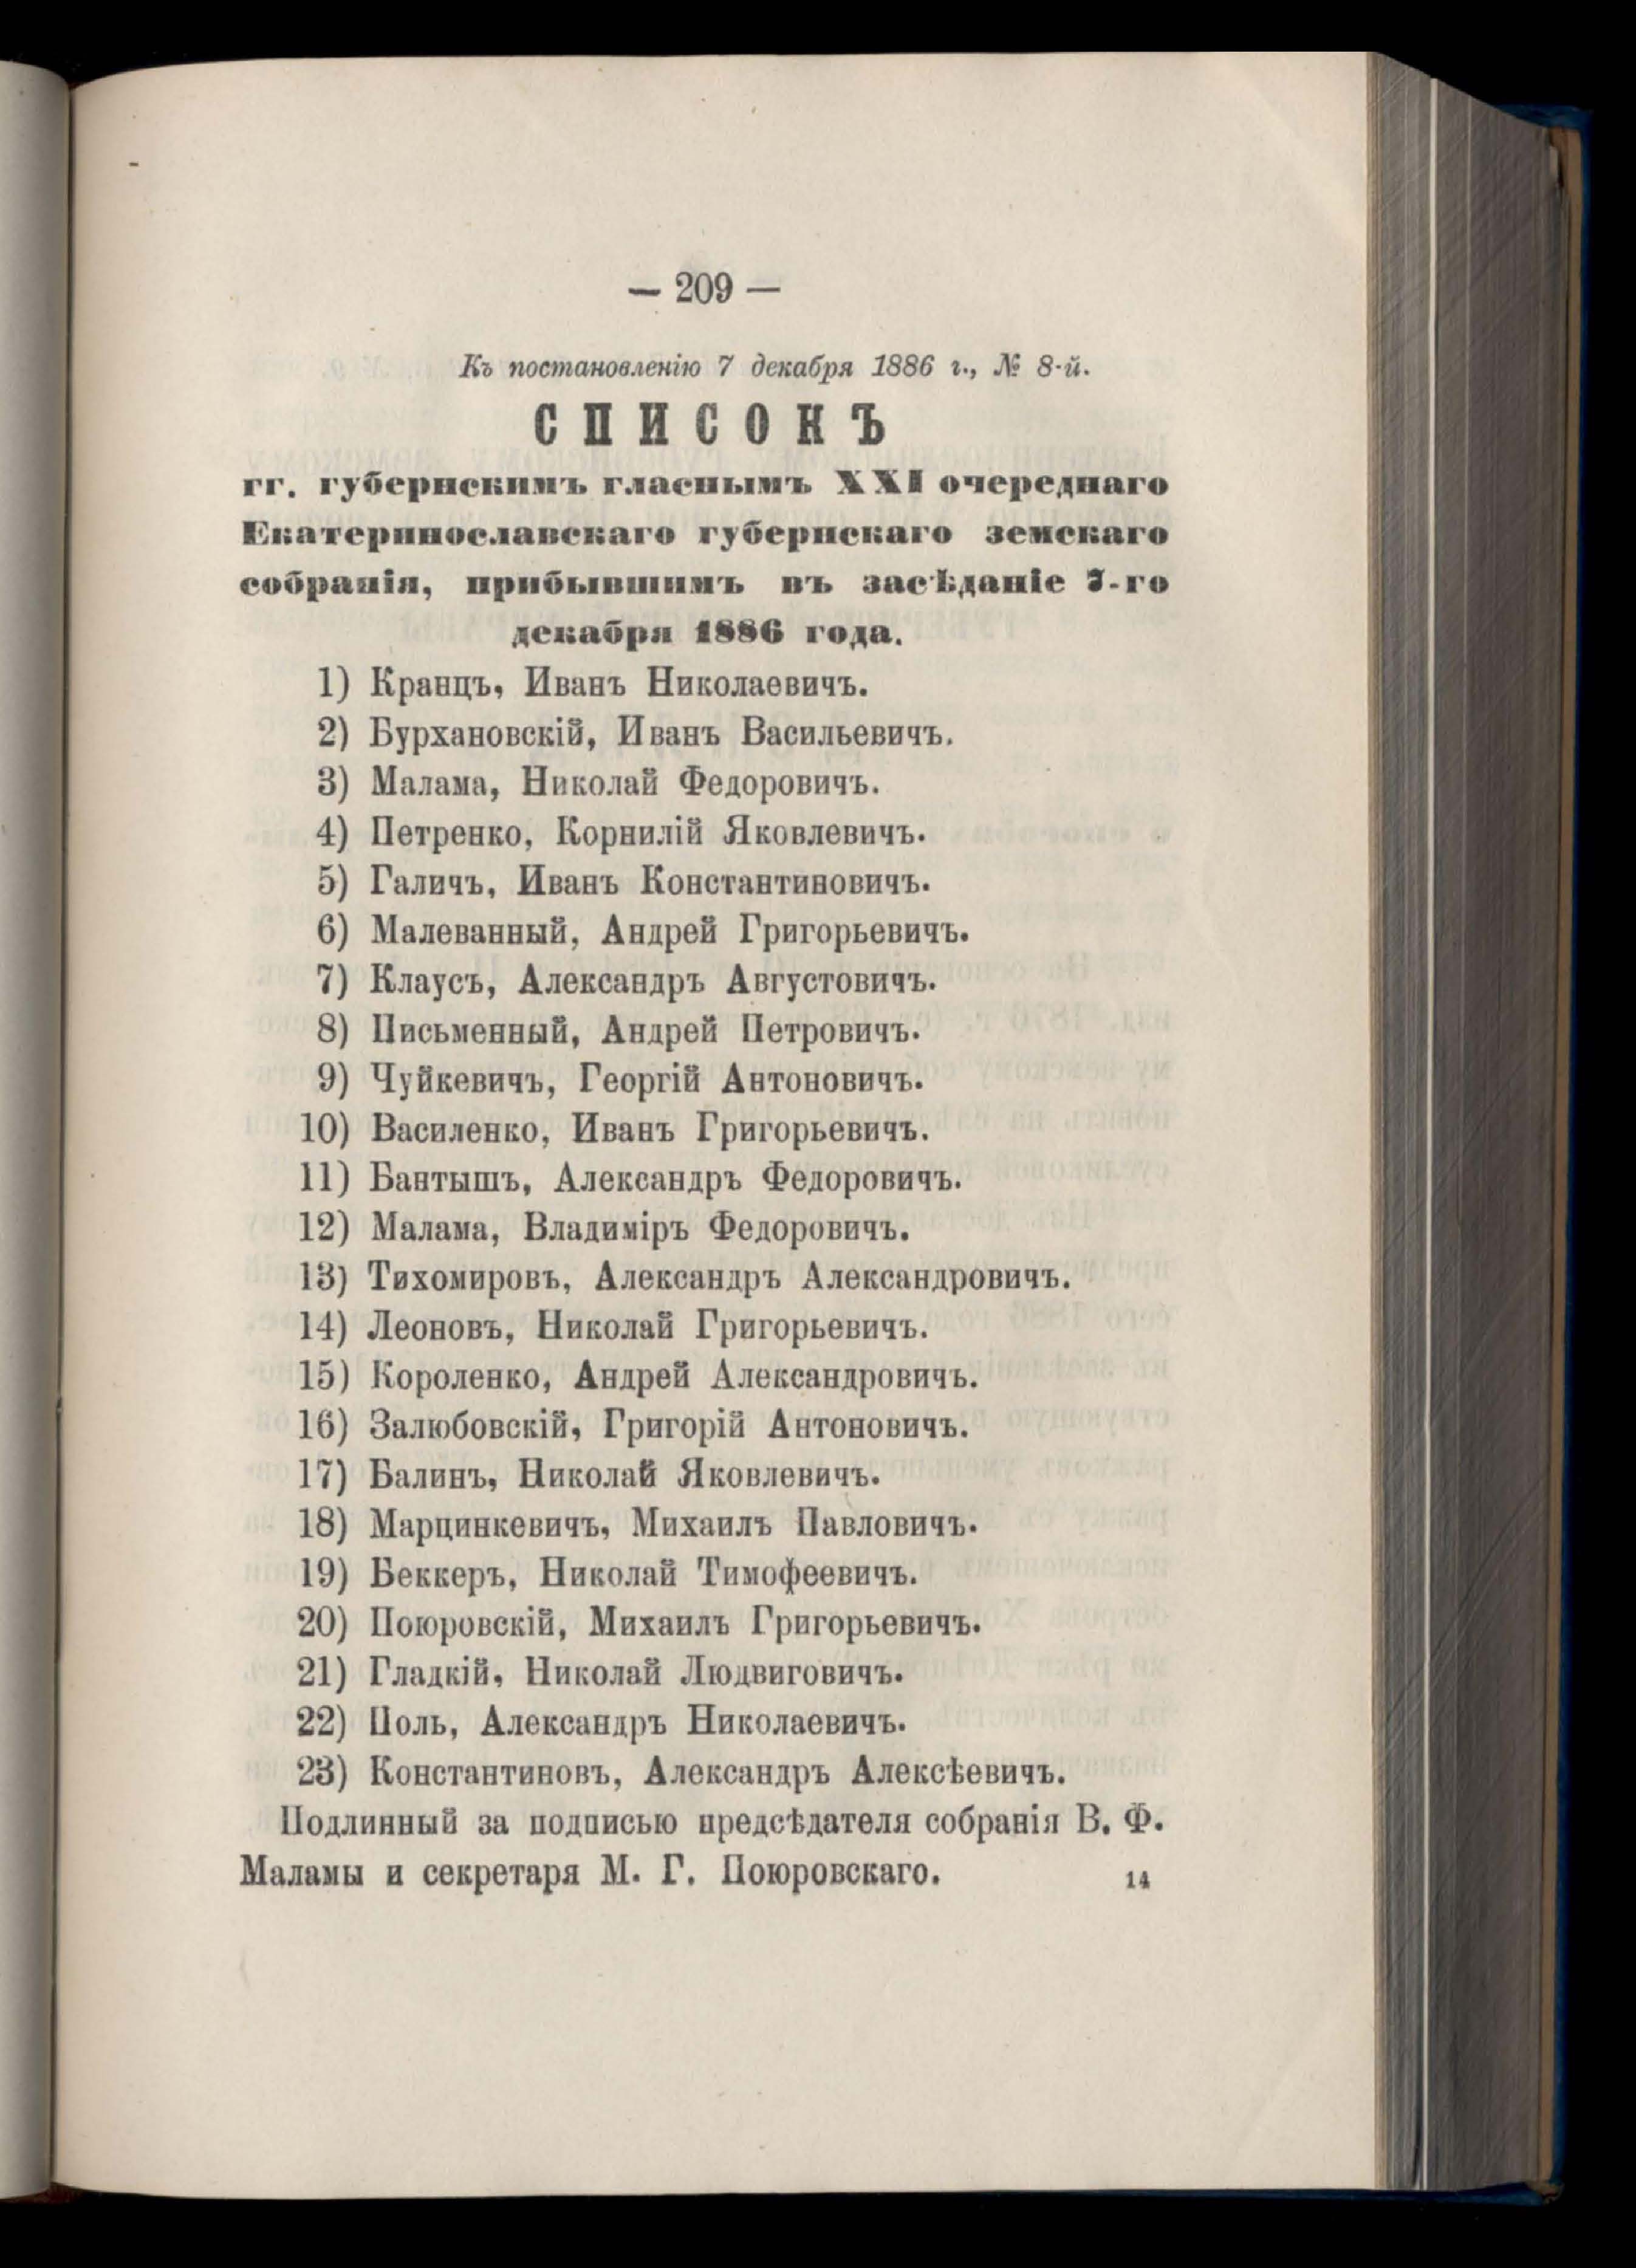 — 209 —
Къ постановленію 7 декабря 1886 г., № 8-й.
СПИСОКЪ
гг. губернскимъ гласнымъ XXI очереднаго
Екатеринославскаго губернскаго земскаго
собранія, прибывшимъ въ засѣданіе 7-го
декабря 1886 года.
1) Кранцъ, Иванъ Николаевичъ.
2) Бурхановскій, Иванъ Васильевичъ.
3) Малама, Николай Федоровичъ.
4) Петренко, Корнилій Яковлевичъ.
5) Галичъ, Иванъ Константиновичъ.
6) Малеванный, Андрей Григорьевичъ.
7) Клаусъ, Александръ Августовичъ.
8) Письменный, Андрей Петровичъ.
9) Чуйкевичъ, Георгій Антоновичъ.
10) Василенко, Иванъ Григорьевичъ.
11) Бантышъ, Александръ Федоровичъ.
12) Малама, Владиміръ Федоровичъ.
13) Тихомировъ, Александръ Александровичъ.
14) Леоновъ, Николай Григорьевичъ.
15) Короленко, Андрей Александровичъ.
16) Залюбовскій, Григорій Антоновичъ.
17) Балинъ, Николай Яковлевичъ.
18) Марцинкевичъ, Михаилъ Павловичъ.
19) Беккеръ, Николай Тимофеевичъ.
20) Поюровскій, Михаилъ Григорьевичъ.
21) Гладкій, Николай Людвиговичъ.
22) Поль, Александръ Николаевичъ.
23) Константиновъ, Александръ Алексѣевичъ.
Подлинный за подписью предсѣдателя собранія В. Ф.
Маламы и секретаря М. Г. Поюровскаго. 14